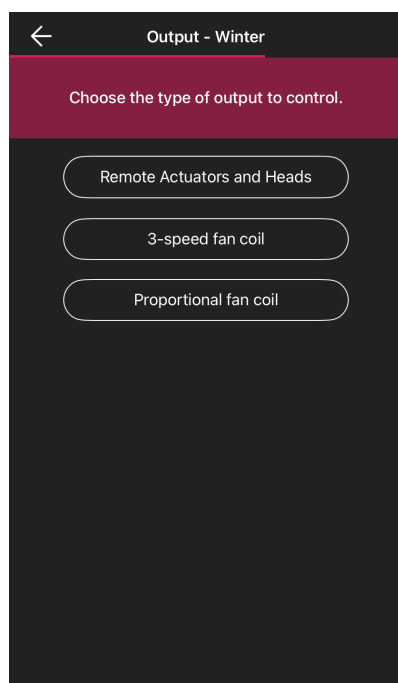 Output - Winter
Choose the type of output to control.
Remote Actuators and Heads
3-speed fan coil
Proportional fan coil